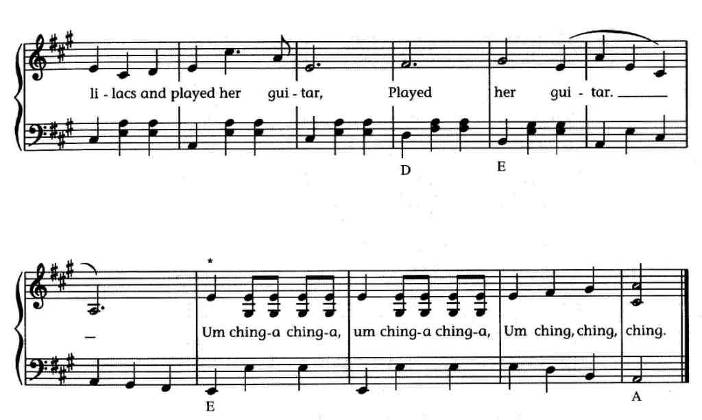 li - lacs and played her gui - tar, Played her gui - tar.
D E
*
Um ching-a ching-a, um ching-a ching-a, Um ching, ching, ching.
E A